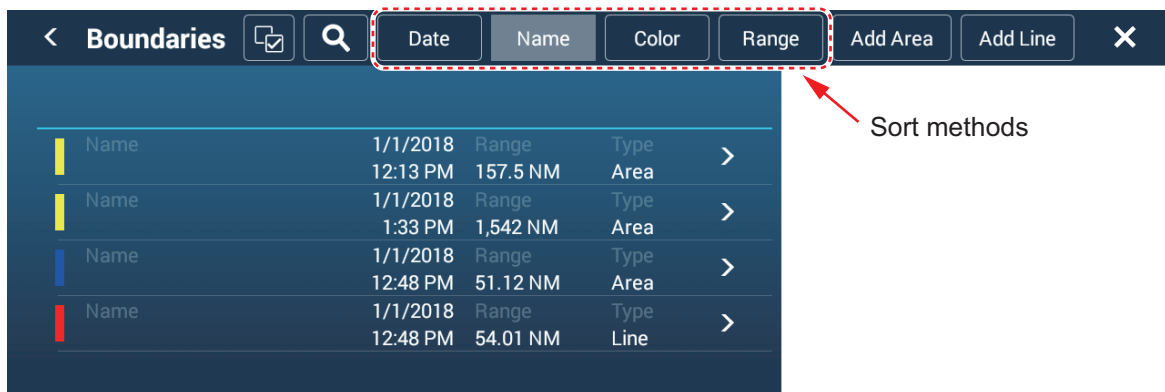 Boundaries Date Name Color Range Add Area Add Line
Sort methods
Name 1/1/2018 Range Type
12:13 PM 157.5 NM Area
Name 1/1/2018 Range Type
1:33 PM 1,542 NM Area
Name 1/1/2018 Range Type
12:48 PM 51.12 NM Area
Name 1/1/2018 Range Type
12:48 PM 54.01 NM Line